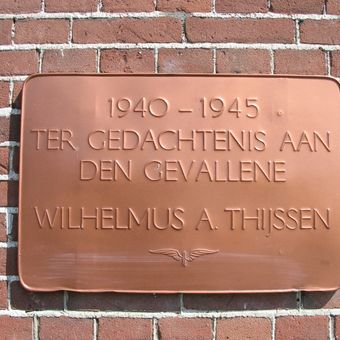 1940 – 1945
TER GEDACHTENIS AAN
DEN GEVALLENE
WILHELMUS A. THIJSSEN